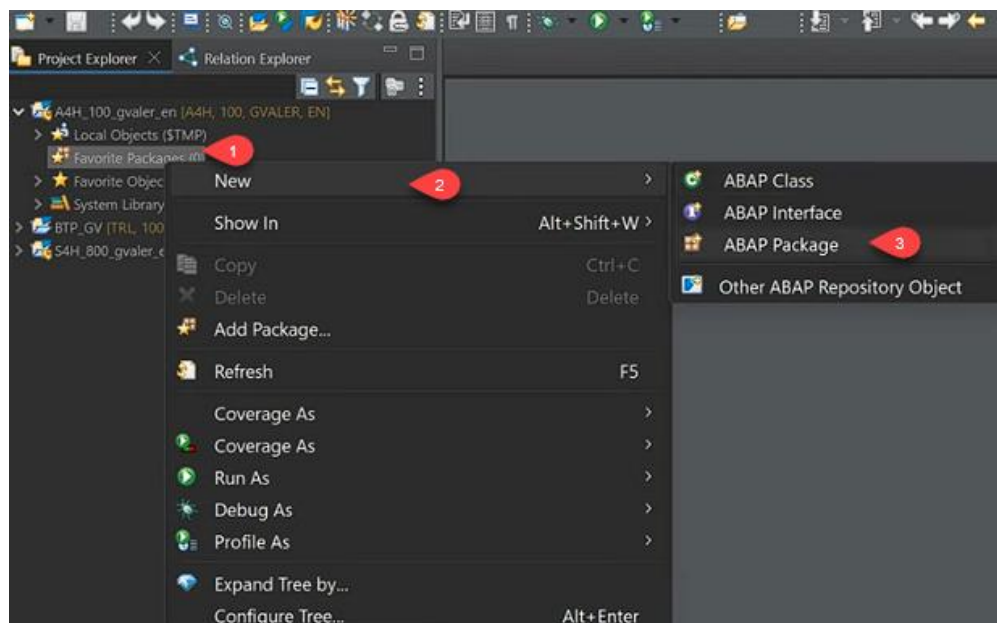 Project Explorer
Relation Explorer
A4H_100_gvaler_en [A4H, 100, GVALER, EN]
Local Objects ($TMP)
Favorite Packages (0)
1
Favorite Objec
System Library
BTP_GV [TRL, 100
S4H_800_gvaler_e
New
2
Show In Alt+Shift+W
Copy Ctrl+C
Delete Delete
Add Package...
Refresh F5
Coverage As
Coverage As
Run As
Debug As
Profile As
Expand Tree by...
Configure Tree... Alt+Enter
ABAP Class
ABAP Interface
ABAP Package
3
Other ABAP Repository Object